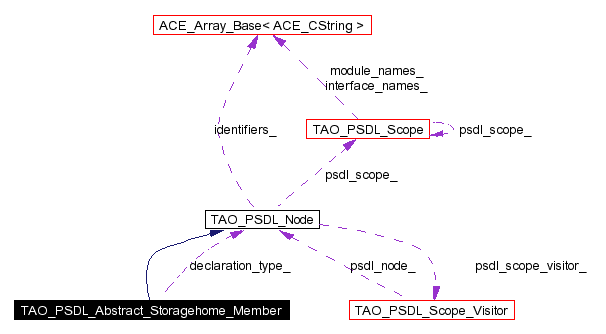 ACE_Array_Base< ACE_CString >
module_names_
interface_names_
identifiers_
TAO_PSDL_Scope
psdl_scope_
psdl_scope_
TAO_PSDL_Node
declaration_type_
psdl_node_
psdl_scope_visitor_
TAO_PSDL_Abstract_Storagehome_Member
TAO_PSDL_Scope_Visitor